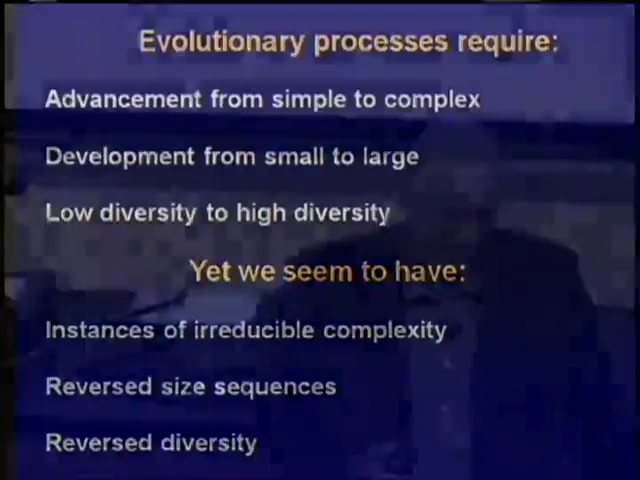 Evolutionary processes require:
Advancement from simple to complex
Development from small to large
Low diversity to high diversity
Yet we seem to have:
Instances of irreducible complexity
Reversed size sequences
Reversed diversity